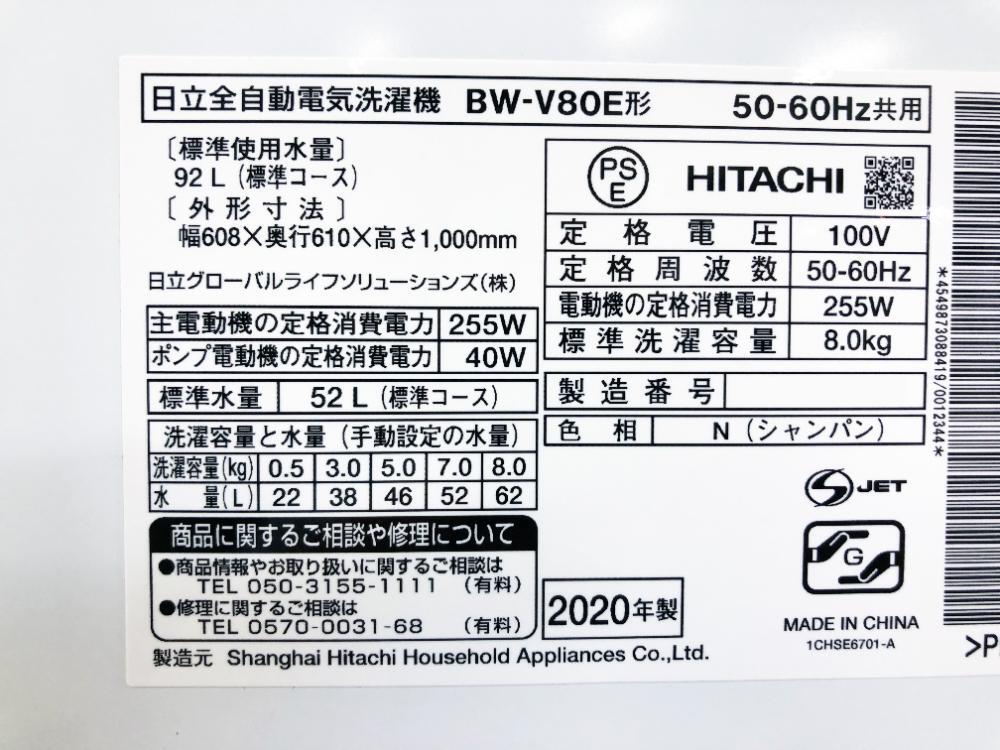 日立全自動電気洗濯機 BW-V80E形 50-60Hz共用
〔標準使用水量〕
92 L（標準コース）
〔外形寸法〕
幅608×奥行610×高さ1,000mm
日立グローバルライフソリューションズ(株)
主電動機の定格消費電力 255W
ポンプ電動機の定格消費電力 40W
標準水量 52 L（標準コース）
洗濯容量と水量（手動設定の水量）
洗濯容量(kg) 0.5 3.0 5.0 7.0 8.0
水量(L) 22 38 46 52 62
商品に関するご相談や修理について
●商品情報やお取り扱いに関するご相談は
TEL 050-3155-1111 （有料）
●修理に関するご相談は
TEL 0570-0031-68 （有料）
製造元 Shanghai Hitachi Household Appliances Co.,Ltd.
PS
E
HITACHI
定格電圧 100V
定格周波数 50-60Hz
電動機の定格消費電力 255W
標準洗濯容量 8.0kg
製造番号
色相 N（シャンパン）
S JET
G
2020年製
MADE IN CHINA
1CHSE6701-A
*4549873088419/0012344*
>P